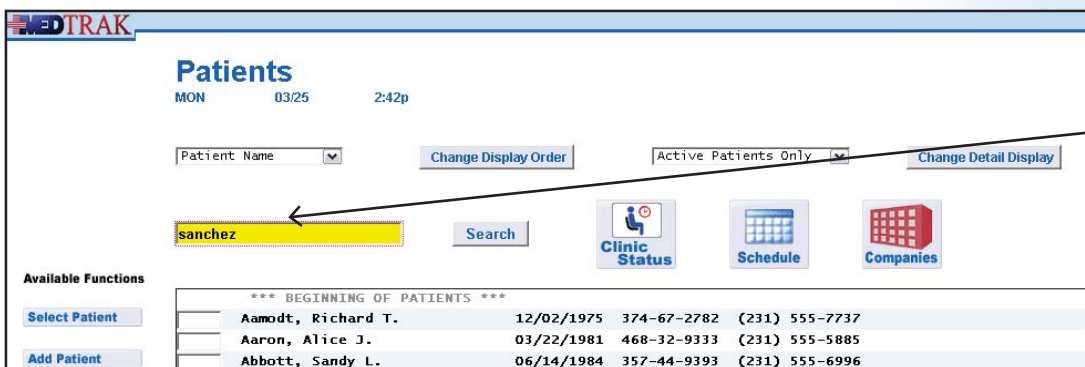 MEDTRAK
Patients
MON 03/25 2:42p
Patient Name Change Display Order Active Patients Only Change Detail Display
sanchez Search Clinic Status Schedule Companies
Available Functions
*** BEGINNING OF PATIENTS ***
Select Patient Aamodt, Richard T. 12/02/1975 374-67-2782 (231) 555-7737
Aaron, Alice J. 03/22/1981 468-32-9333 (231) 555-5885
Add Patient Abbott, Sandy L. 06/14/1984 357-44-9393 (231) 555-6996